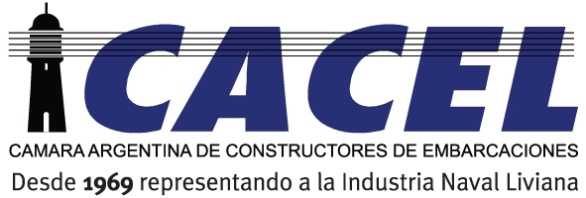 CACEL
CAMARA ARGENTINA DE CONSTRUCTORES DE EMBARCACIONES
Desde 1969 representando a la Industria Naval Liviana